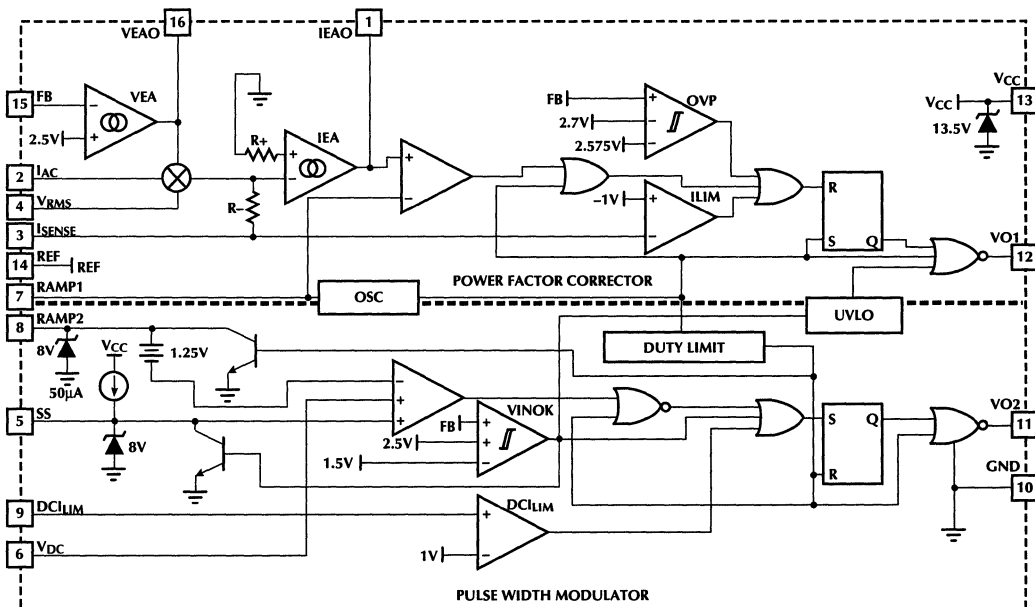 16
VEAO
1
IEAO
15 FB
VEA
2.5V
2 IAC
4 VRMS
3 ISENSE
14 REF
REF
7 RAMP1
R+
IEA
R–
FB
OVP
2.7V
2.575V
–1V
ILIM
VCC
13
VCC
13.5V
R
S
Q
VO1
12
POWER FACTOR CORRECTOR
OSC
UVLO
DUTY LIMIT
8 RAMP2
8V
1.25V
VCC
50µA
5 SS
8V
VINOK
FB
2.5V
1.5V
S
Q
R
VO2
11
GND
10
9 DCILIM
6 VDC
DCILIM
1V
PULSE WIDTH MODULATOR